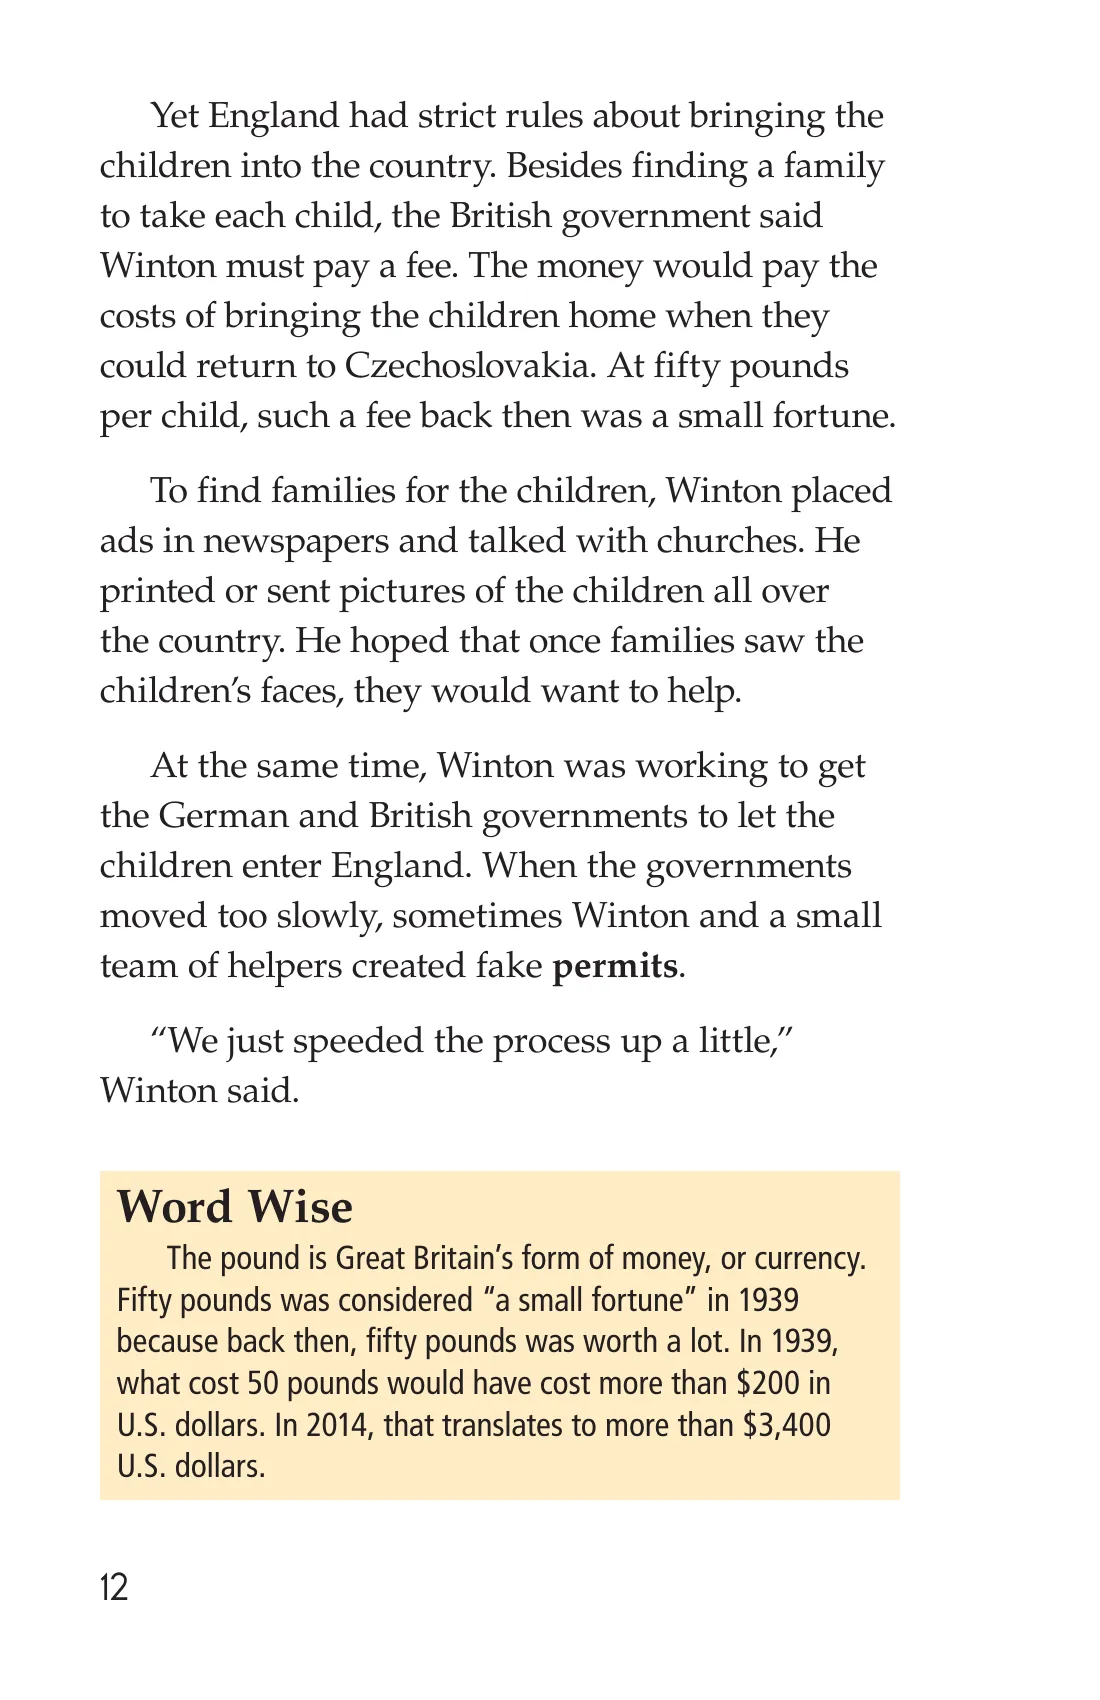 Yet England had strict rules about bringing the
children into the country. Besides finding a family
to take each child, the British government said
Winton must pay a fee. The money would pay the
costs of bringing the children home when they
could return to Czechoslovakia. At fifty pounds
per child, such a fee back then was a small fortune.
To find families for the children, Winton placed
ads in newspapers and talked with churches. He
printed or sent pictures of the children all over
the country. He hoped that once families saw the
children’s faces, they would want to help.
At the same time, Winton was working to get
the German and British governments to let the
children enter England. When the governments
moved too slowly, sometimes Winton and a small
team of helpers created fake permits.
“We just speeded the process up a little,”
Winton said.
Word Wise
The pound is Great Britain’s form of money, or currency.
Fifty pounds was considered “a small fortune” in 1939
because back then, fifty pounds was worth a lot. In 1939,
what cost 50 pounds would have cost more than $200 in
U.S. dollars. In 2014, that translates to more than $3,400
U.S. dollars.
12